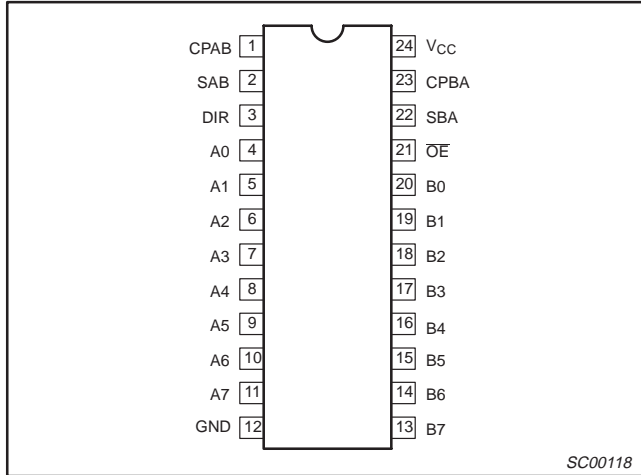 CPAB 1 24 VCC
SAB 2 23 CPBA
DIR 3 22 SBA
A0 4 21 O̅E̅
A1 5 20 B0
A2 6 19 B1
A3 7 18 B2
A4 8 17 B3
A5 9 16 B4
A6 10 15 B5
A7 11 14 B6
GND 12 13 B7
SC00118